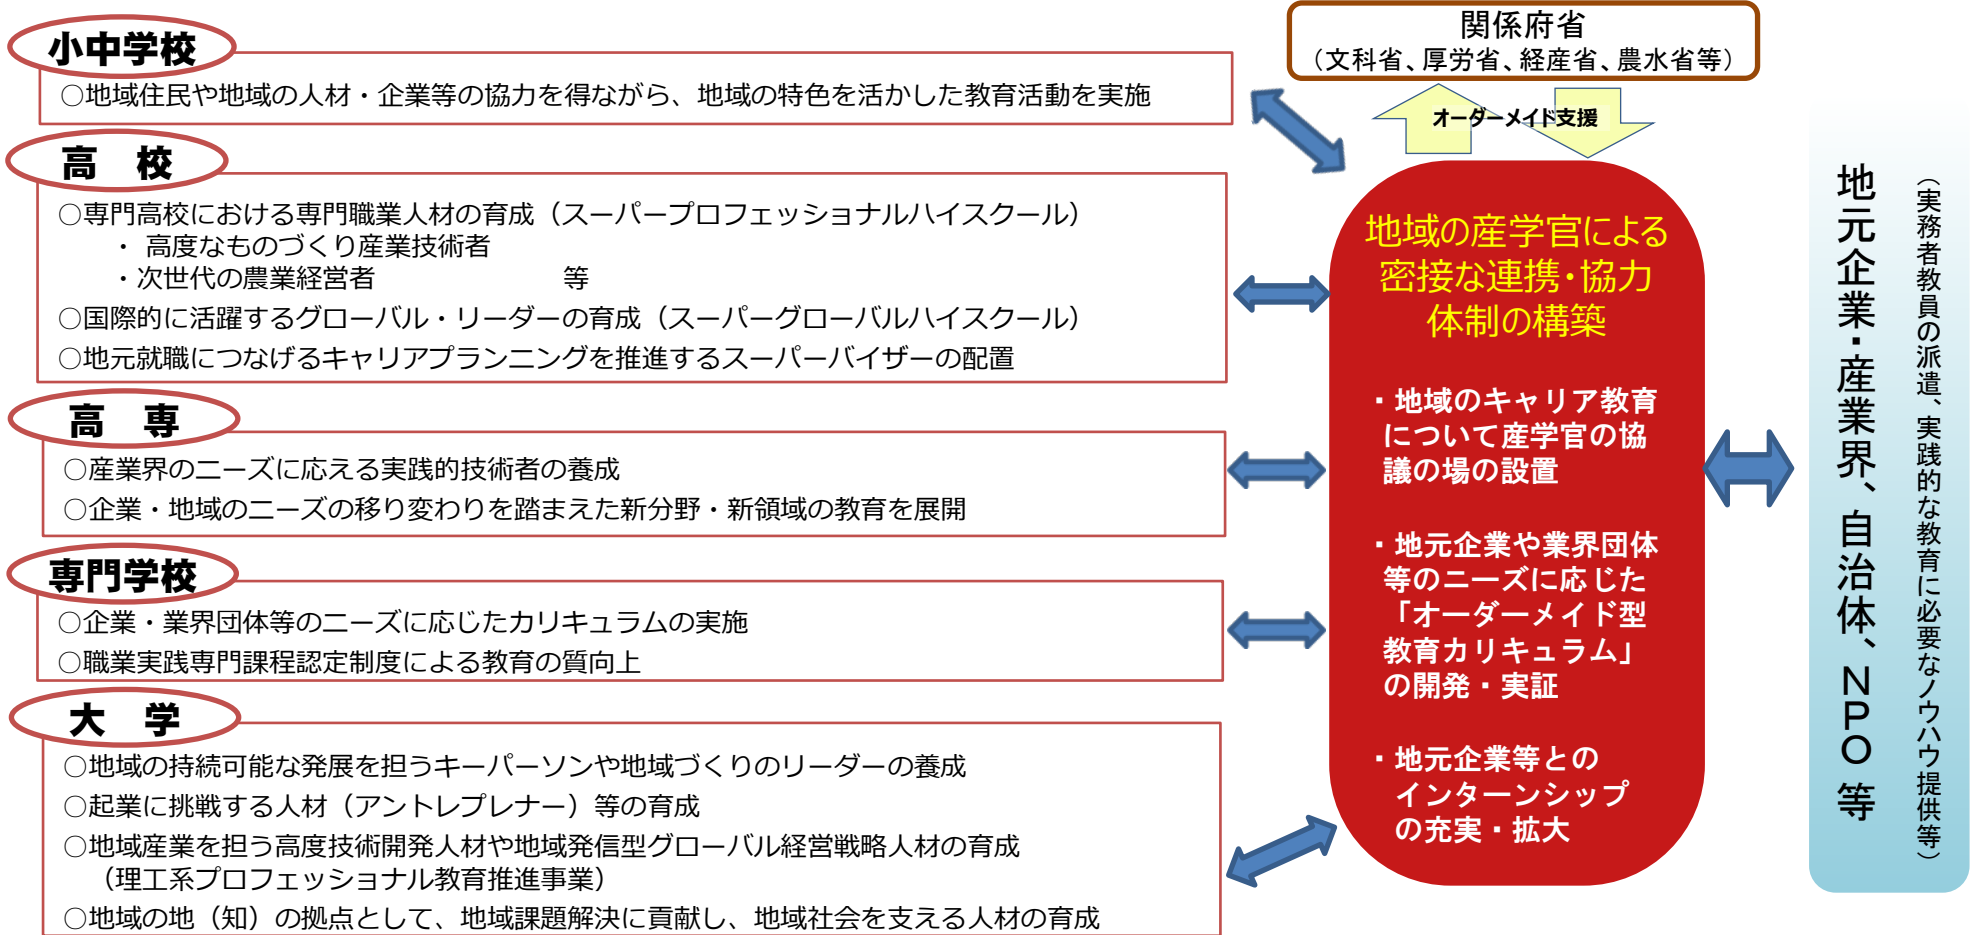 小中学校
○地域住民や地域の人材・企業等の協力を得ながら、地域の特色を活かした教育活動を実施
高 校
○専門高校における専門職業人材の育成（スーパープロフェッショナルハイスクール）
・ 高度なものづくり産業技術者
・次世代の農業経営者 等
○国際的に活躍するグローバル・リーダーの育成（スーパーグローバルハイスクール）
○地元就職につなげるキャリアプランニングを推進するスーパーバイザーの配置
高 専
○産業界のニーズに応える実践的技術者の養成
○企業・地域のニーズの移り変わりを踏まえた新分野・新領域の教育を展開
専門学校
○企業・業界団体等のニーズに応じたカリキュラムの実施
○職業実践専門課程認定制度による教育の質向上
大 学
○地域の持続可能な発展を担うキーパーソンや地域づくりのリーダーの養成
○起業に挑戦する人材（アントレプレナー）等の育成
○地域産業を担う高度技術開発人材や地域発信型グローバル経営戦略人材の育成
（理工系プロフェッショナル教育推進事業）
○地域の地（知）の拠点として、地域課題解決に貢献し、地域社会を支える人材の育成
関係府省
（文科省、厚労省、経産省、農水省等）
オーダーメイド支援
地域の産学官による
密接な連携・協力
体制の構築
・地域のキャリア教育
について産学官の協
議の場の設置
・地元企業や業界団体
等のニーズに応じた
「オーダーメイド型
教育カリキュラム」
の開発・実証
・地元企業等との
インターンシップ
の充実・拡大
地元企業・産業界、自治体、ＮＰＯ 等
（実務者教員の派遣、実践的な教育に必要なノウハウ提供等）